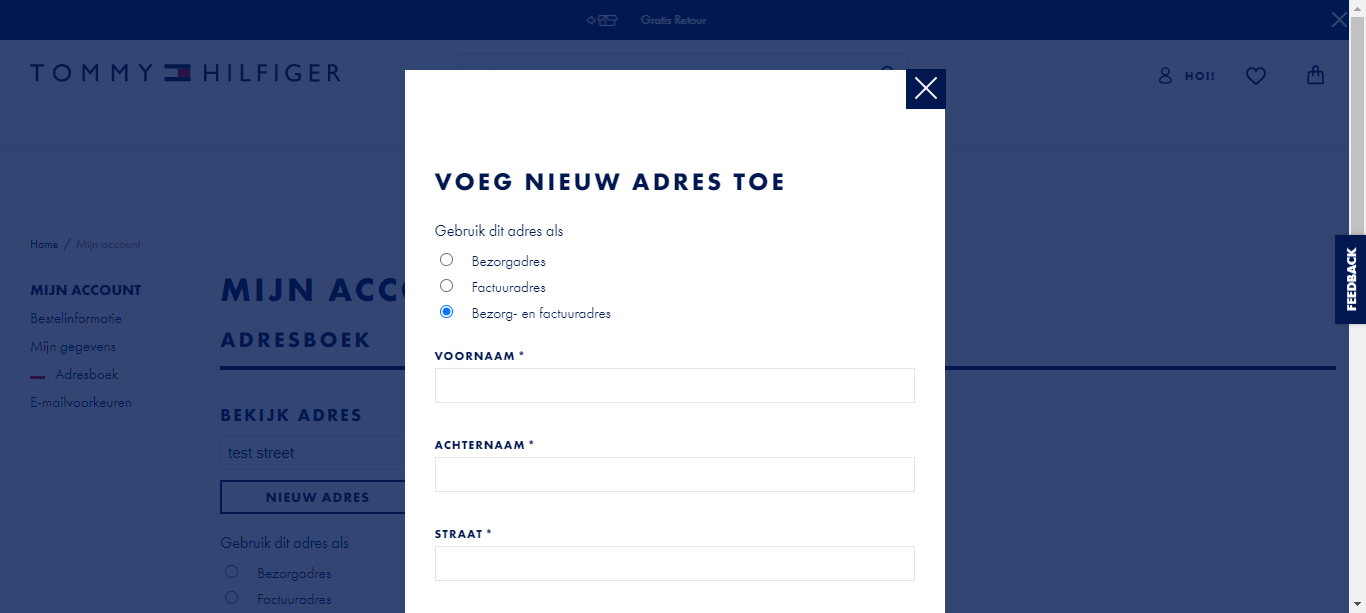 Gratis Retour
TOMMY HILFIGER
HOI!
VOEG NIEUW ADRES TOE
Gebruik dit adres als
Bezorgadres
Factuuradres
Bezorg- en factuuradres
VOORNAAM *
ACHTERNAAM *
STRAAT *
Home / Mijn account
MIJN ACCOUNT
Bestelinformatie
Mijn gegevens
Adresboek
E-mailvoorkeuren
MIJN ACCO
ADRESBOEK
BEKIJK ADRES
test street
NIEUW ADRES
Gebruik dit adres als
Bezorgadres
Factuuradres
FEEDBACK